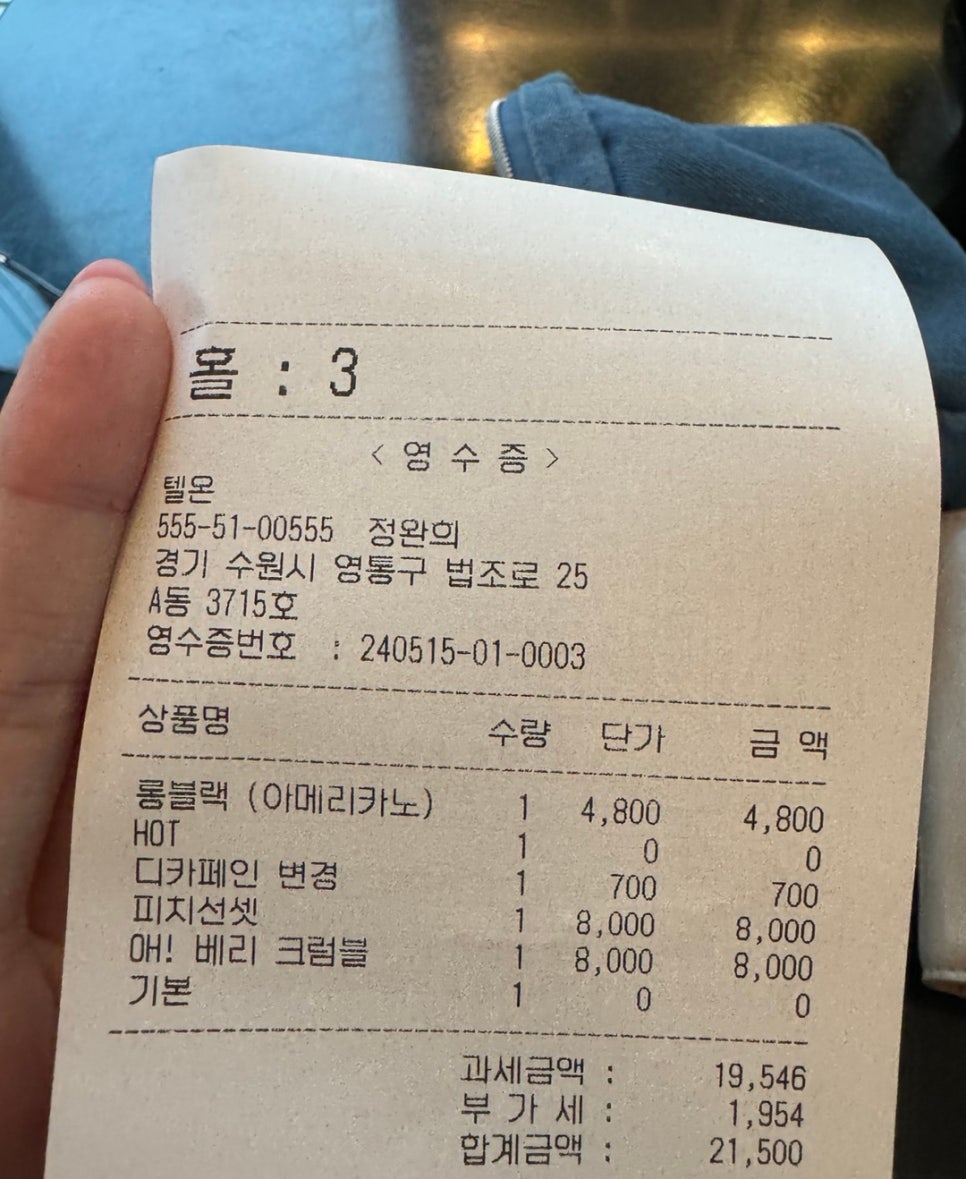 홀 : 3
< 영 수 증 >
텔온
555-51-00555 정완희
경기 수원시 영통구 법조로 25
A동 3715호
영수증번호 : 240515-01-0003
상품명 수량 단가 금 액
롱블랙 (아메리카노) 1 4,800 4,800
HOT 1 0 0
디카페인 변경 1 700 700
피치선셋 1 8,000 8,000
아! 베리 크럼블 1 8,000 8,000
기본 1 0 0
과세금액 : 19,546
부 가 세 : 1,954
합계금액 : 21,500